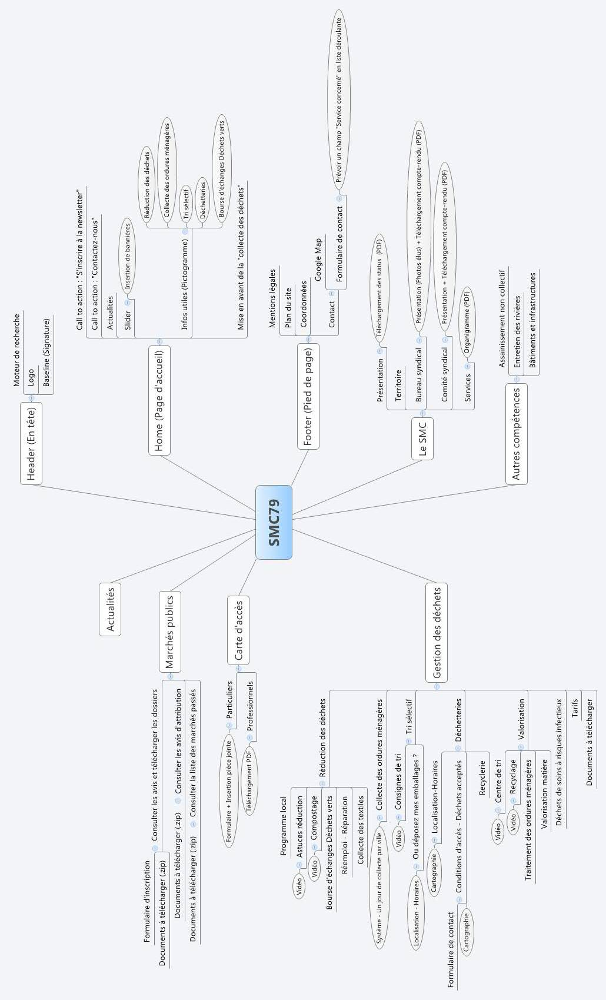 SMC79
Header (En tête)
Moteur de recherche
Logo
Baseline (Signature)
Home (Page d'accueil)
Call to action : "S'inscrire à la newsletter"
Call to action : "Contactez-nous"
Actualités
Slider
Insertion de bannières
Infos utiles (Pictogramme)
Réduction des déchets
Collecte des ordures ménagères
Tri sélectif
Déchetteries
Bourse d'échanges Déchets verts
Mise en avant de la "collecte des déchets"
Footer (Pied de page)
Mentions légales
Plan du site
Coordonnées
Contact
Google Map
Formulaire de contact
Prévoir un champ "Service concerné" en liste déroulante
Le SMC
Présentation
Téléchargement des status (PDF)
Territoire
Bureau syndical
Présentation (Photos élus) + Téléchargement compte-rendu (PDF)
Comité syndical
Présentation + Téléchargement compte-rendu (PDF)
Services
Organigramme (PDF)
Autres compétences
Assainissement non collectif
Entretien des rivières
Bâtiments et infrastructures
Actualités
Marchés publics
Consulter les avis et télécharger les dossiers
Formulaire d'inscription
Documents à télécharger (.zip)
Consulter les avis d'attribution
Documents à télécharger (.zip)
Consulter la liste des marchés passés
Documents à télécharger (.zip)
Carte d'accès
Particuliers
Formulaire + Insertion pièce jointe
Professionnels
Téléchargement PDF
Gestion des déchets
Réduction des déchets
Programme local
Astuces réduction
Vidéo
Compostage
Vidéo
Bourse d'échanges Déchets verts
Réemploi - Réparation
Collecte des textiles
Collecte des ordures ménagères
Système - Un jour de collecte par ville
Tri sélectif
Consignes de tri
Vidéo
Ou déposez mes emballages ?
Localisation - Horaires
Déchetteries
Localisation-Horaires
Cartographie
Conditions d'accès - Déchets acceptés
Formulaire de contact
Cartographie
Recyclerie
Valorisation
Centre de tri
Vidéo
Recyclage
Vidéo
Traitement des ordures ménagères
Valorisation matière
Déchets de soins à risques infectieux
Tarifs
Documents à télécharger